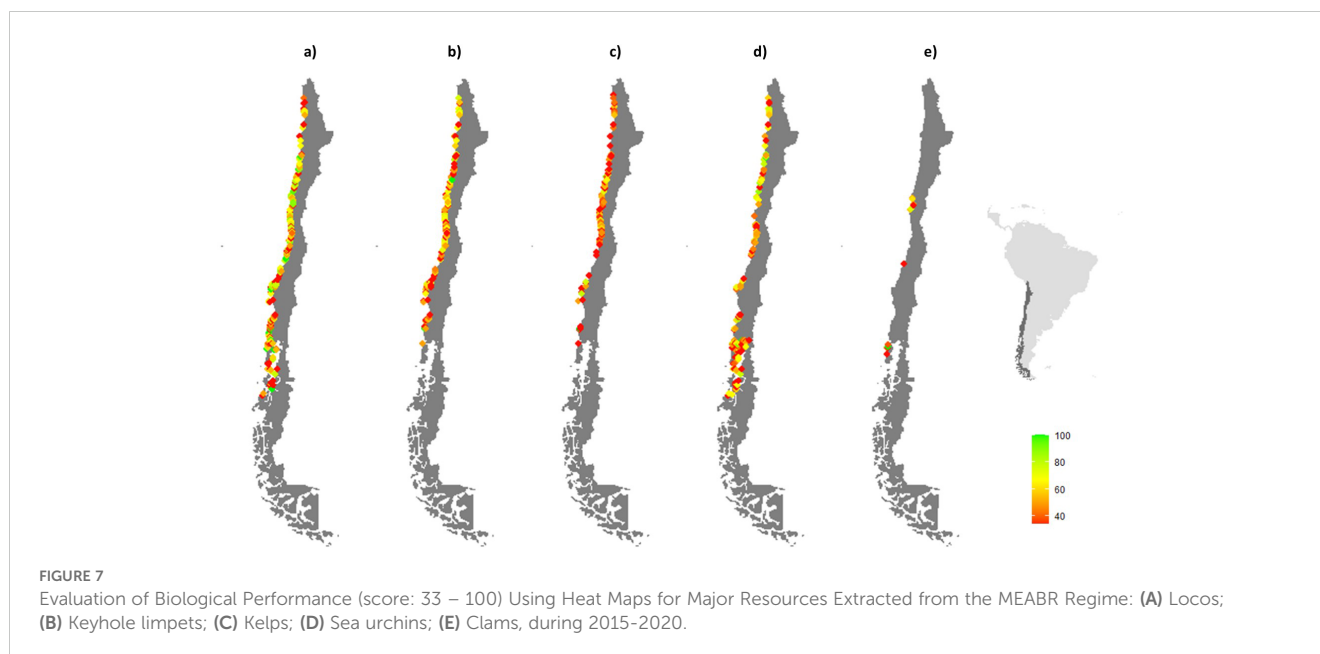 a)
b)
c)
d)
e)
100
80
60
40
FIGURE 7
Evaluation of Biological Performance (score: 33 – 100) Using Heat Maps for Major Resources Extracted from the MEABR Regime: (A) Locos;
(B) Keyhole limpets; (C) Kelps; (D) Sea urchins; (E) Clams, during 2015-2020.